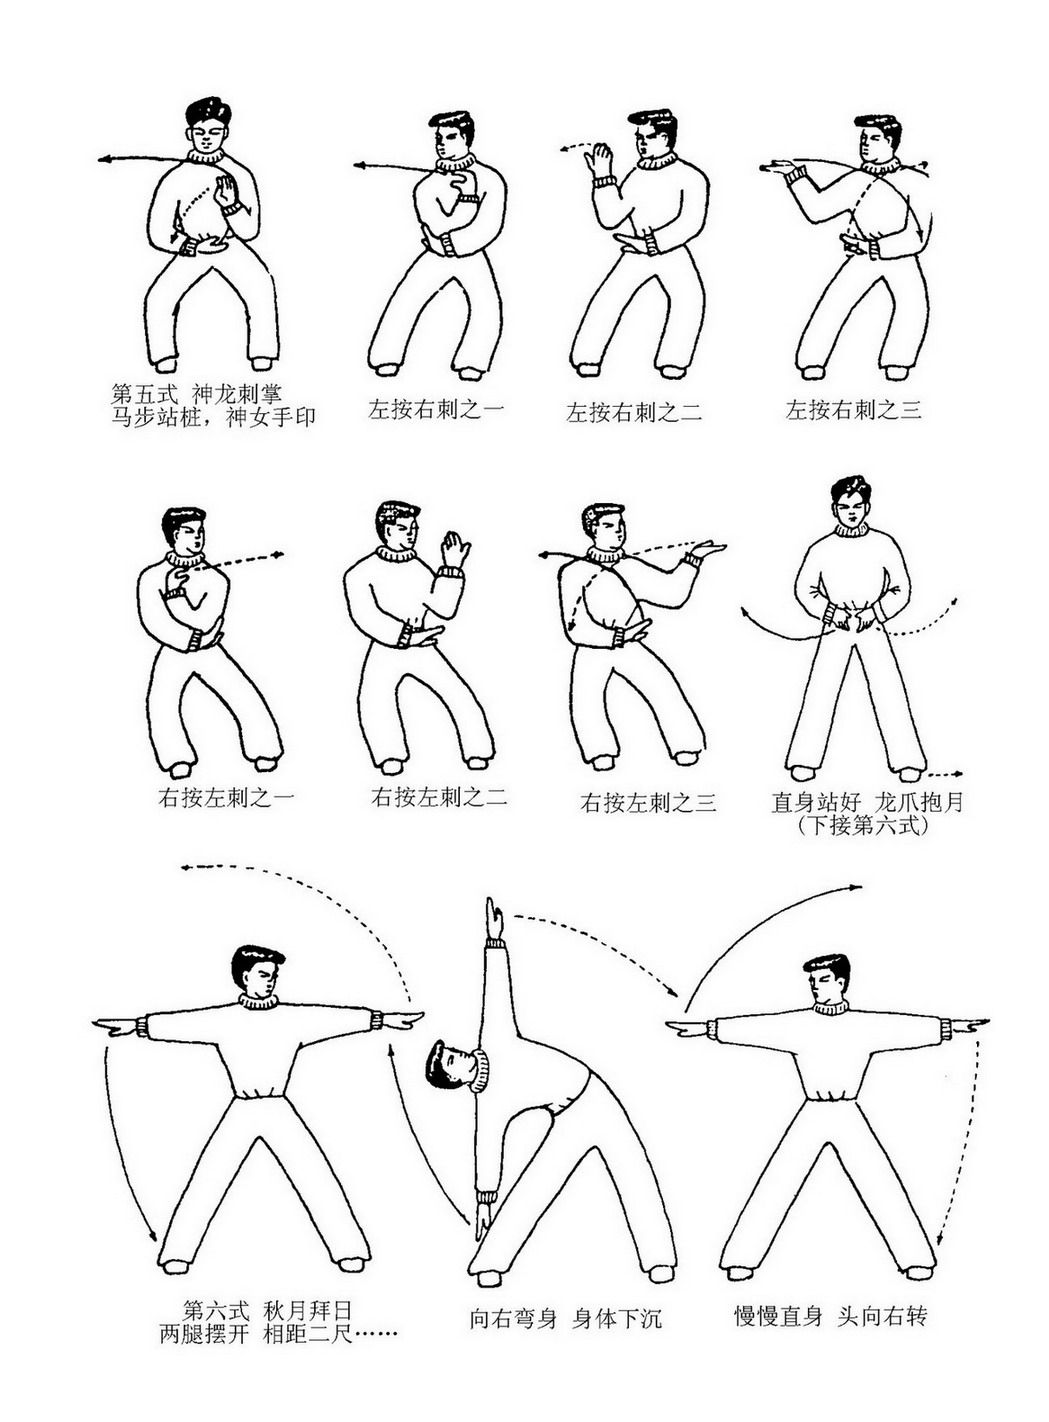 第五式 神龙刺掌
马步站桩，神女手印
左按右刺之一
左按右刺之二
左按右刺之三
右按左刺之一
右按左刺之二
右按左刺之三
直身站好 龙爪抱月
(下接第六式)
第六式 秋月拜日
两腿摆开 相距二尺……
向右弯身 身体下沉
慢慢直身 头向右转